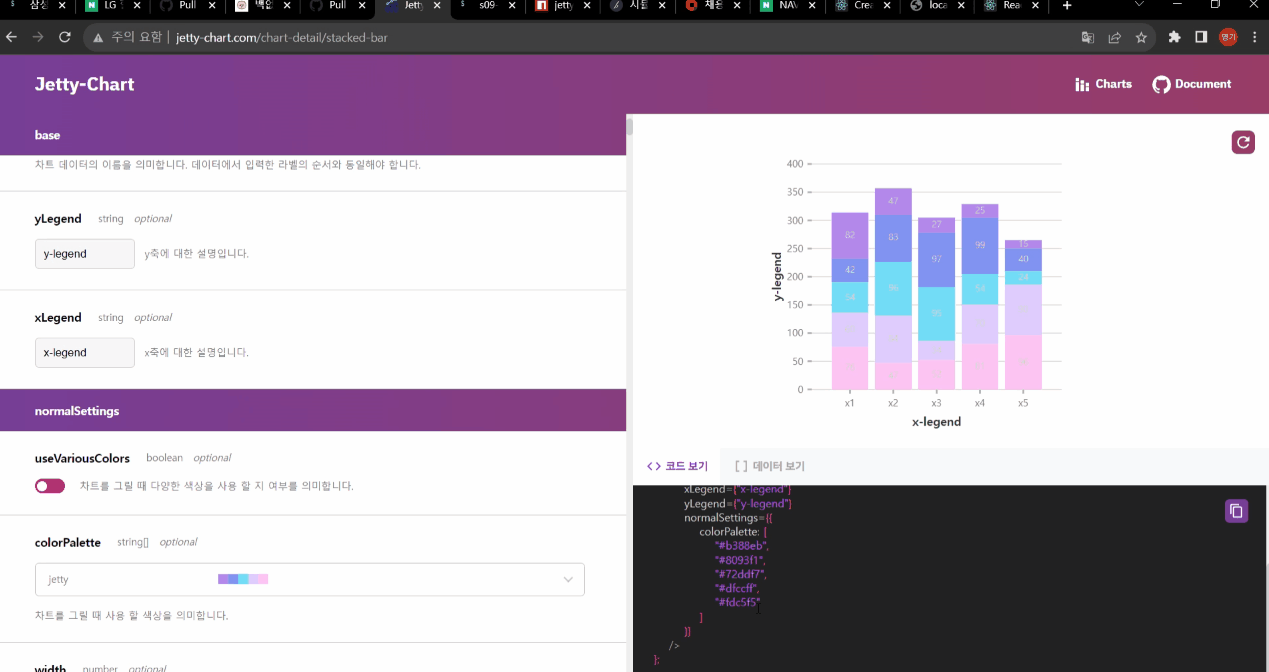 삼성
LG
Pull
백업
Pull
Jetty
s09-
jetty
시를
채용
NAV
Crea
loca
Rea
주의 요함
jetty-chart.com/chart-detail/stacked-bar
Jetty-Chart
Charts
Document
base
차트 데이터의 이름을 의미합니다. 데이터에서 입력한 라벨의 순서와 동일해야 합니다.
yLegend string optional
y-legend
y축에 대한 설명입니다.
xLegend string optional
x-legend
x축에 대한 설명입니다.
normalSettings
useVariousColors boolean optional
차트를 그릴 때 다양한 색상을 사용 할 지 여부를 의미합니다.
colorPalette string[] optional
jetty
차트를 그릴 때 사용 할 색상을 의미합니다.
width number optional
400
350
300
250
200
150
100
50
0
y-legend
82
42
54
47
83
96
27
97
95
25
99
54
15
40
24
x1 x2 x3 x4 x5
x-legend
<> 코드 보기
[ ] 데이터 보기
xLegend={"x-legend"}
yLegend={"y-legend"}
normalSettings={{
colorPalette: [
"#b388eb",
"#8093f1",
"#72ddf7",
"#dfccff",
"#fdc5f5"
]
}}
/>
};